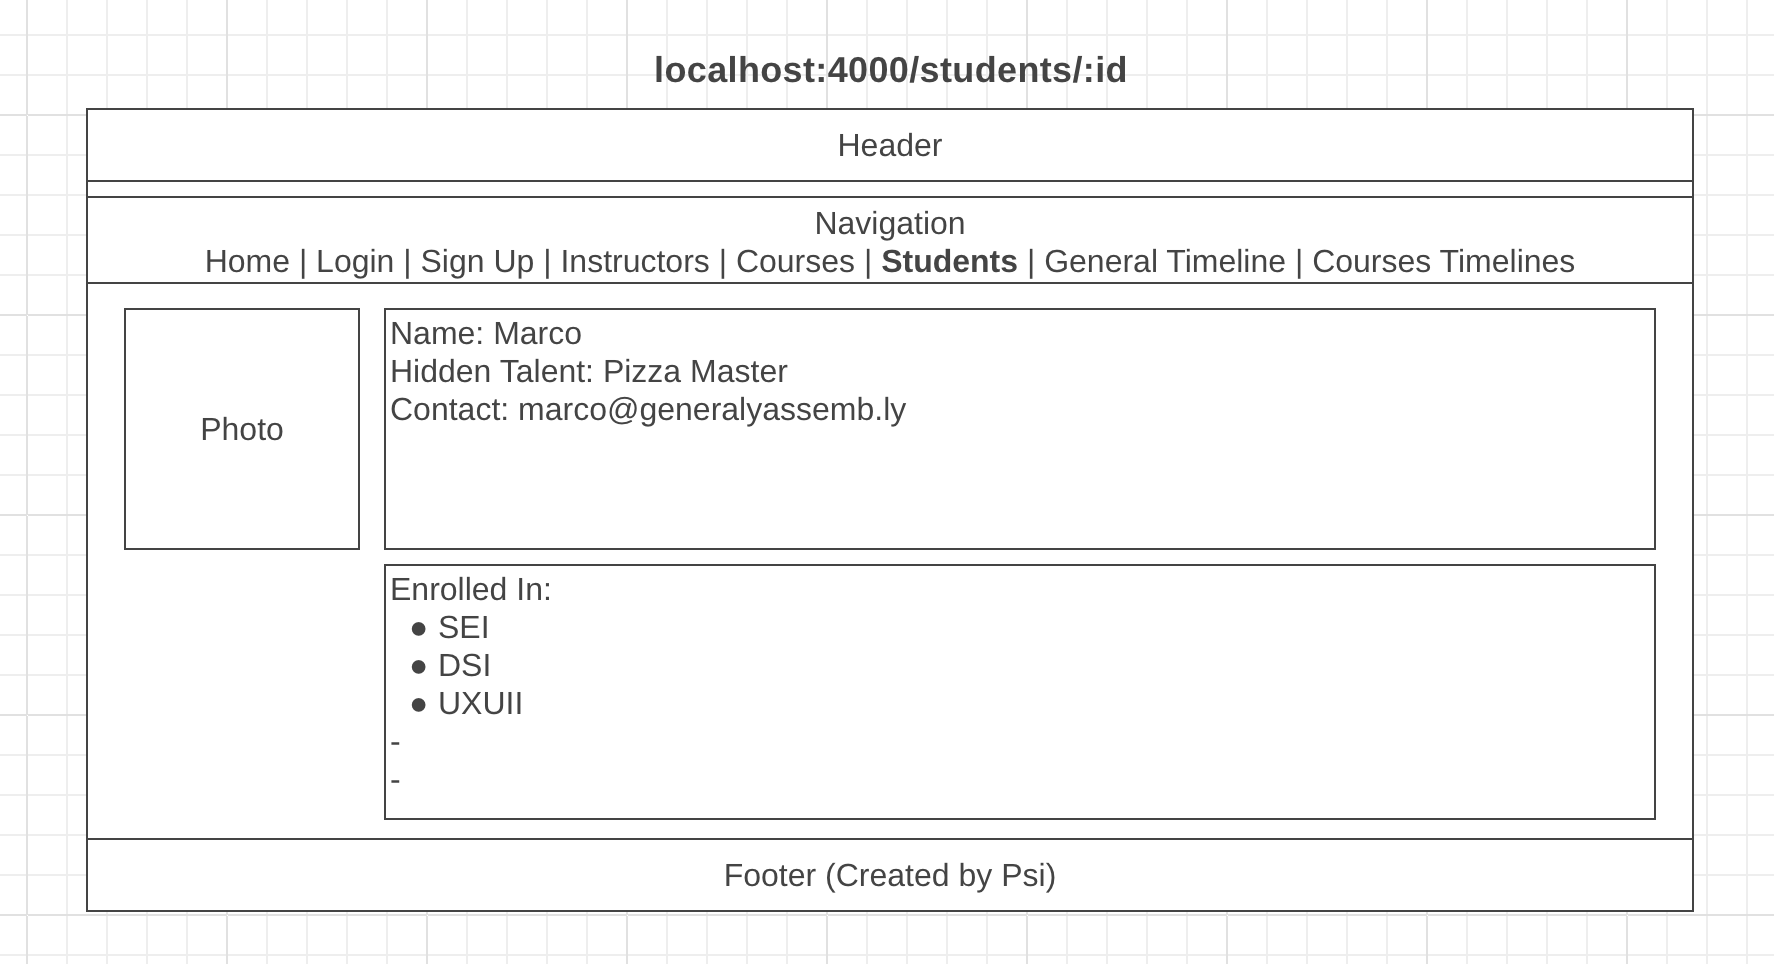 localhost:4000/students/:id
Header
Navigation
Home | Login | Sign Up | Instructors | Courses | Students | General Timeline | Courses Timelines
Photo
Name: Marco
Hidden Talent: Pizza Master
Contact: marco@generalyassemb.ly
Enrolled In:
● SEI
● DSI
● UXUII
-
-
Footer (Created by Psi)